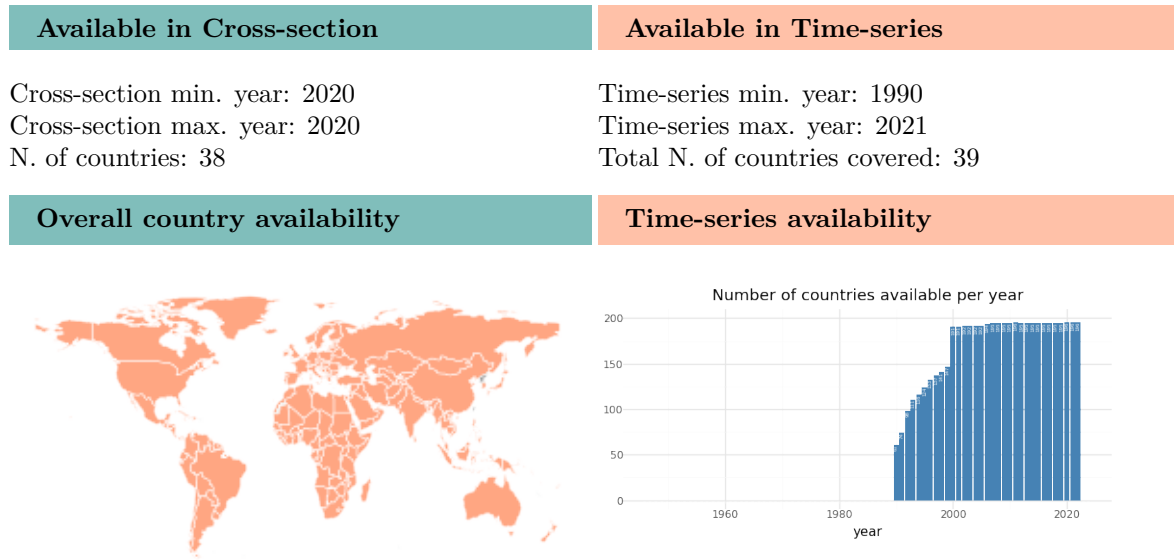 Available in Cross-section
Available in Time-series
Cross-section min. year: 2020
Cross-section max. year: 2020
N. of countries: 38
Time-series min. year: 1990
Time-series max. year: 2021
Total N. of countries covered: 39
Overall country availability
Time-series availability
Number of countries available per year
200
150
100
50
0
1960
1980
2000
2020
year